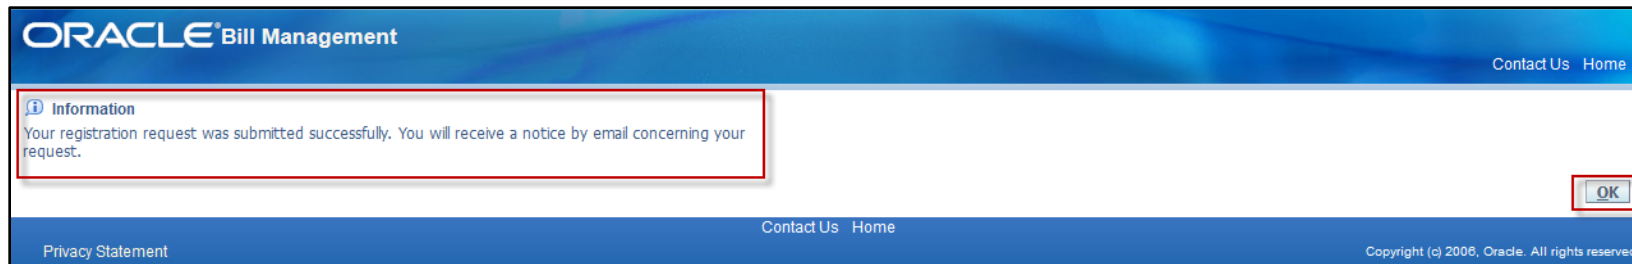 ORACLE® Bill Management
Contact Us Home
Information
Your registration request was submitted successfully. You will receive a notice by email concerning your
request.
OK
Contact Us Home
Privacy Statement
Copyright (c) 2006, Oracle. All rights reserved